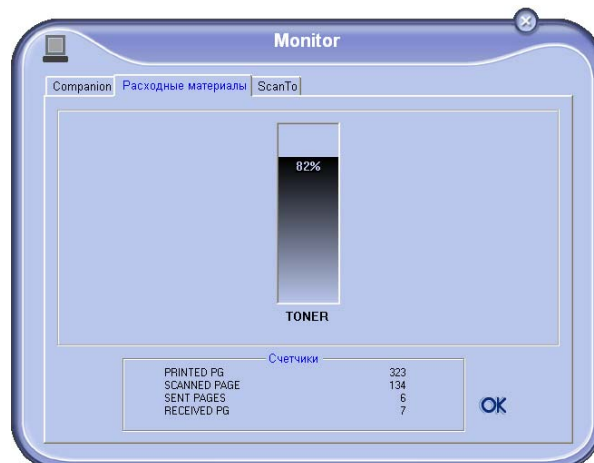 Monitor
Companion Расходные материалы ScanTo
82%
TONER
Счетчики
PRINTED PG 323
SCANNED PAGE 134
SENT PAGES 6
RECEIVED PG 7
OK